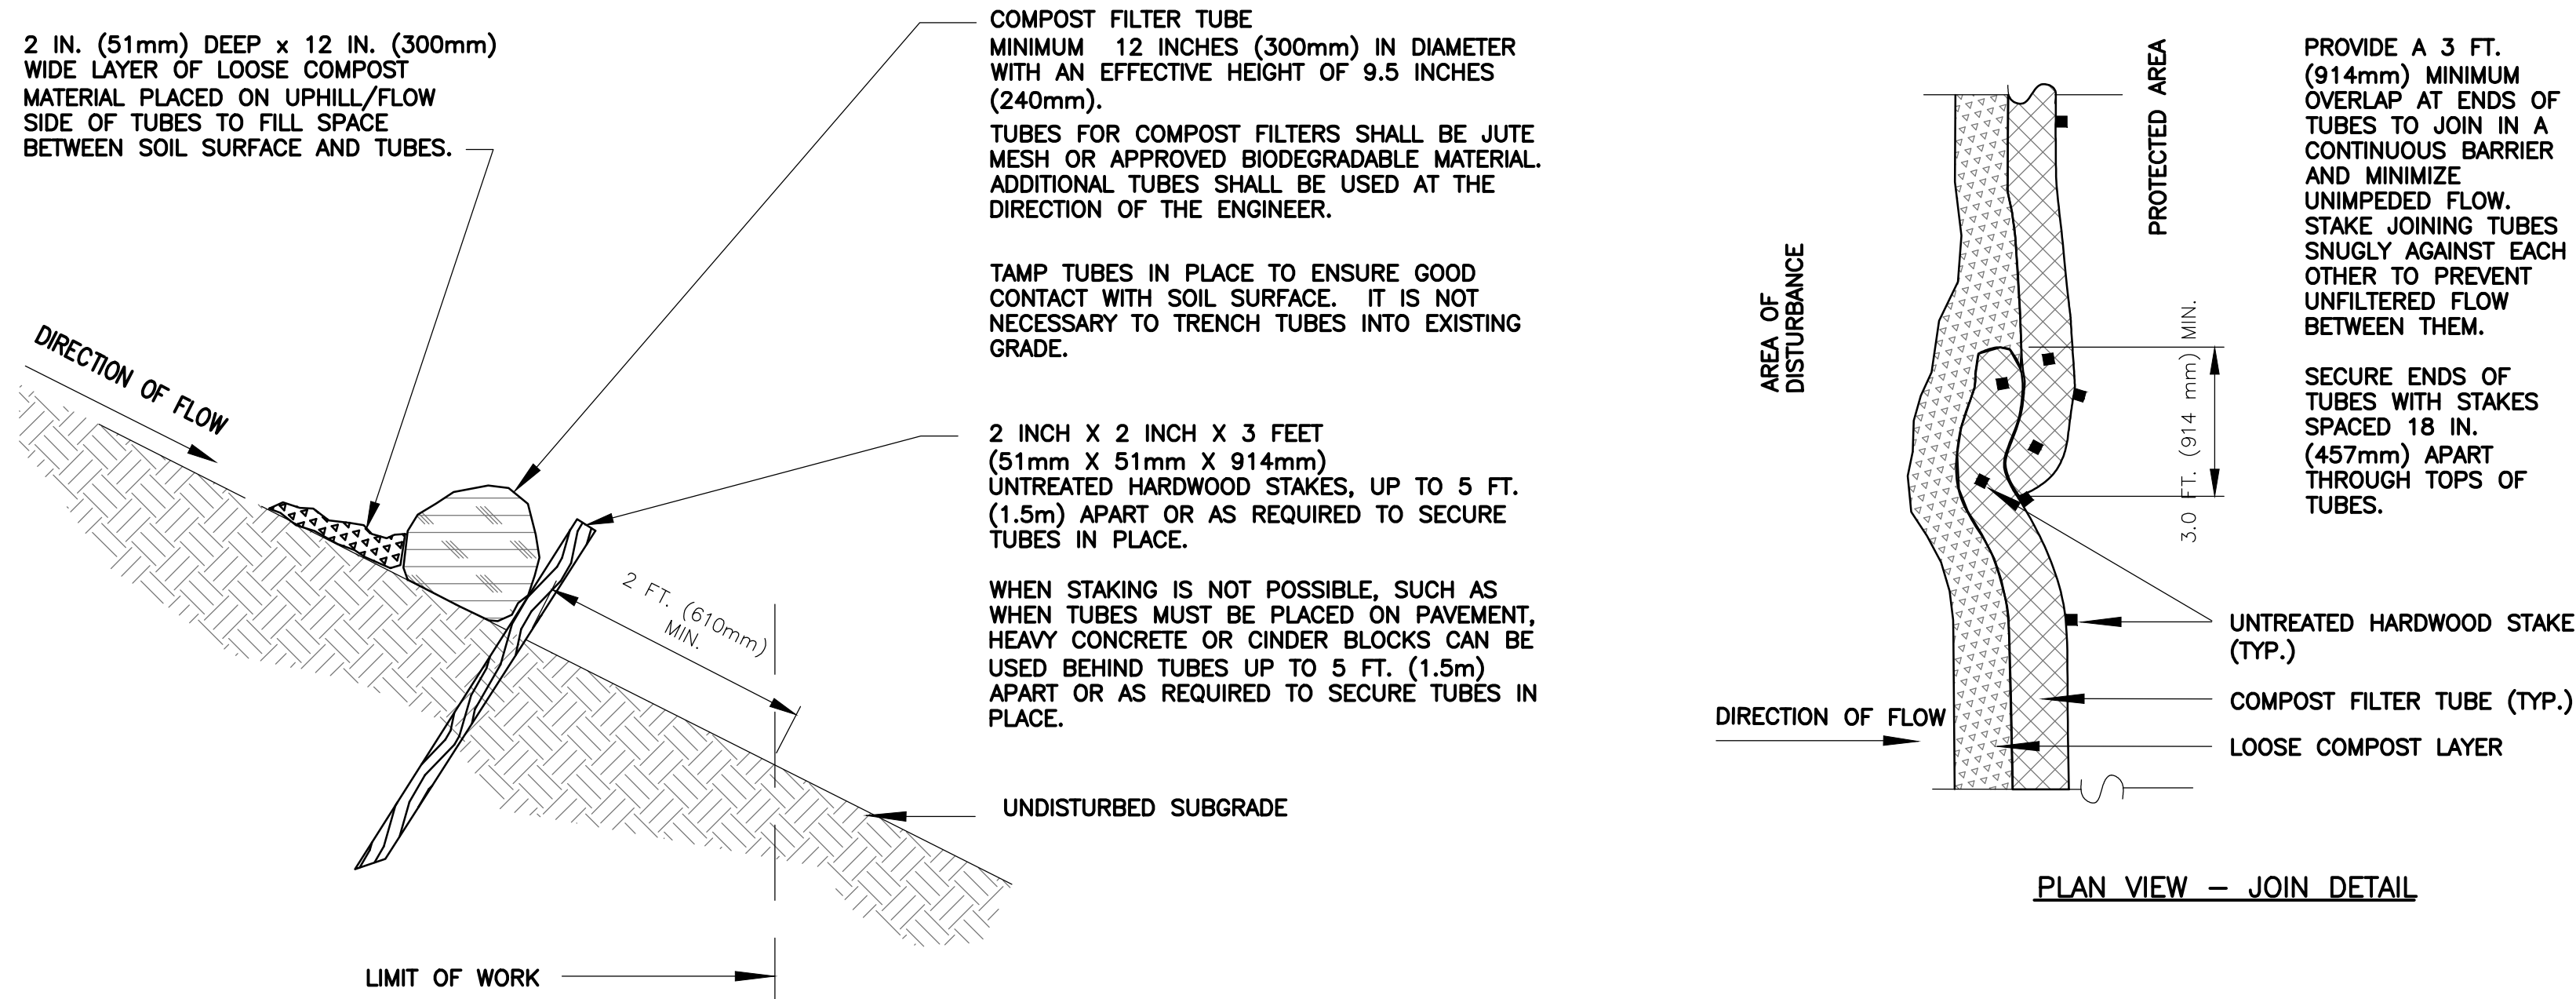 2 IN. (51mm) DEEP x 12 IN. (300mm)
WIDE LAYER OF LOOSE COMPOST
MATERIAL PLACED ON UPHILL/FLOW
SIDE OF TUBES TO FILL SPACE
BETWEEN SOIL SURFACE AND TUBES.
DIRECTION OF FLOW
COMPOST FILTER TUBE
MINIMUM 12 INCHES (300mm) IN DIAMETER
WITH AN EFFECTIVE HEIGHT OF 9.5 INCHES
(240mm).
TUBES FOR COMPOST FILTERS SHALL BE JUTE
MESH OR APPROVED BIODEGRADABLE MATERIAL.
ADDITIONAL TUBES SHALL BE USED AT THE
DIRECTION OF THE ENGINEER.
TAMP TUBES IN PLACE TO ENSURE GOOD
CONTACT WITH SOIL SURFACE. IT IS NOT
NECESSARY TO TRENCH TUBES INTO EXISTING
GRADE.
2 INCH X 2 INCH X 3 FEET
(51mm X 51mm X 914mm)
UNTREATED HARDWOOD STAKES, UP TO 5 FT.
(1.5m) APART OR AS REQUIRED TO SECURE
TUBES IN PLACE.
WHEN STAKING IS NOT POSSIBLE, SUCH AS
WHEN TUBES MUST BE PLACED ON PAVEMENT,
HEAVY CONCRETE OR CINDER BLOCKS CAN BE
USED BEHIND TUBES UP TO 5 FT. (1.5m)
APART OR AS REQUIRED TO SECURE TUBES IN
PLACE.
2 FT. (610mm)
MIN.
UNDISTURBED SUBGRADE
LIMIT OF WORK
AREA OF
DISTURBANCE
PROTECTED AREA
PROVIDE A 3 FT.
(914mm) MINIMUM
OVERLAP AT ENDS OF
TUBES TO JOIN IN A
CONTINUOUS BARRIER
AND MINIMIZE
UNIMPEDED FLOW.
STAKE JOINING TUBES
SNUGLY AGAINST EACH
OTHER TO PREVENT
UNFILTERED FLOW
BETWEEN THEM.
SECURE ENDS OF
TUBES WITH STAKES
SPACED 18 IN.
(457mm) APART
THROUGH TOPS OF
TUBES.
3.0 FT. (914 mm) MIN.
UNTREATED HARDWOOD STAKE
(TYP.)
COMPOST FILTER TUBE (TYP.)
LOOSE COMPOST LAYER
DIRECTION OF FLOW
PLAN VIEW – JOIN DETAIL